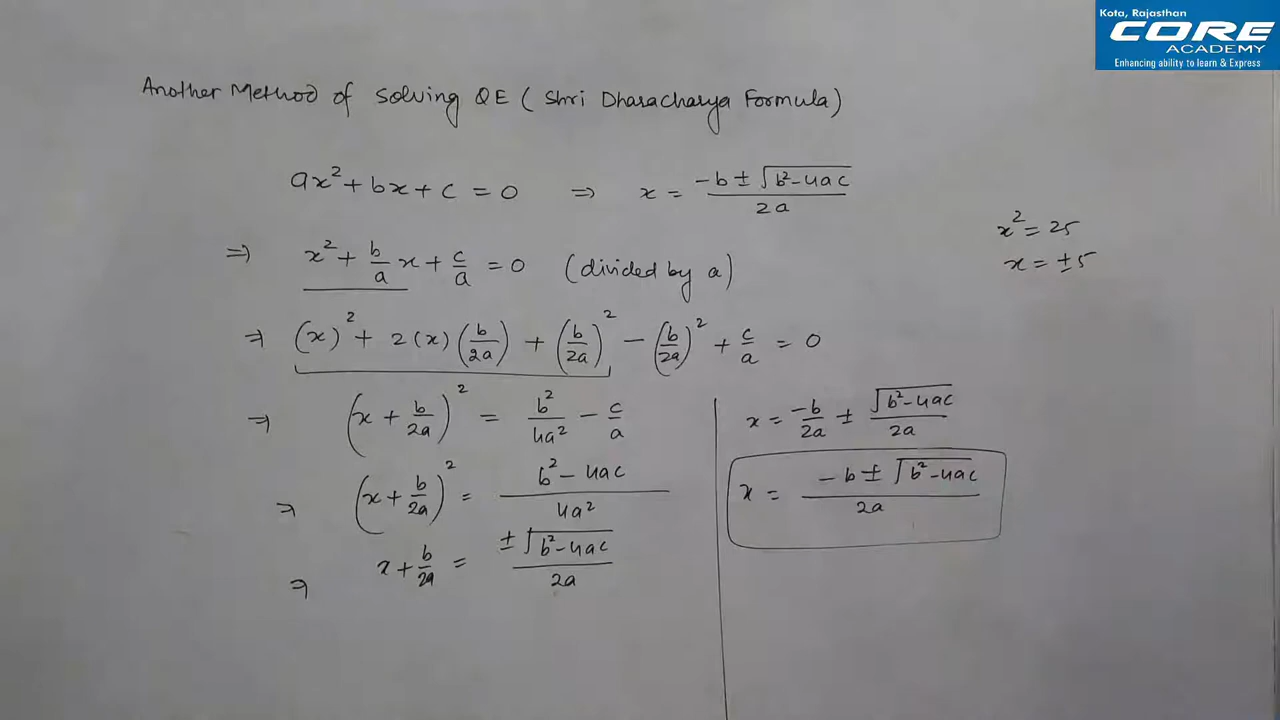 Kota, Rajasthan
CORE
ACADEMY
Enhancing ability to learn & Express
Another Method of Solving QE (Shri Dharacharya Formula)
ax² + bx + c = 0 ⇒ x = (-b ± √(b²-4ac))/(2a)
x² = 25
x = ±5
⇒ x² + (b/a)x + c/a = 0 (divided by a)
⇒ (x)² + 2(x)(b/2a) + (b/2a)² - (b/2a)² + c/a = 0
⇒ (x + b/2a)² = b²/4a² - c/a
⇒ (x + b/2a)² = (b²-4ac)/(4a²)
⇒ x + b/2a = (±√(b²-4ac))/(2a)
x = -b/2a ± √(b²-4ac)/(2a)
x = (-b ± √(b²-4ac))/(2a)